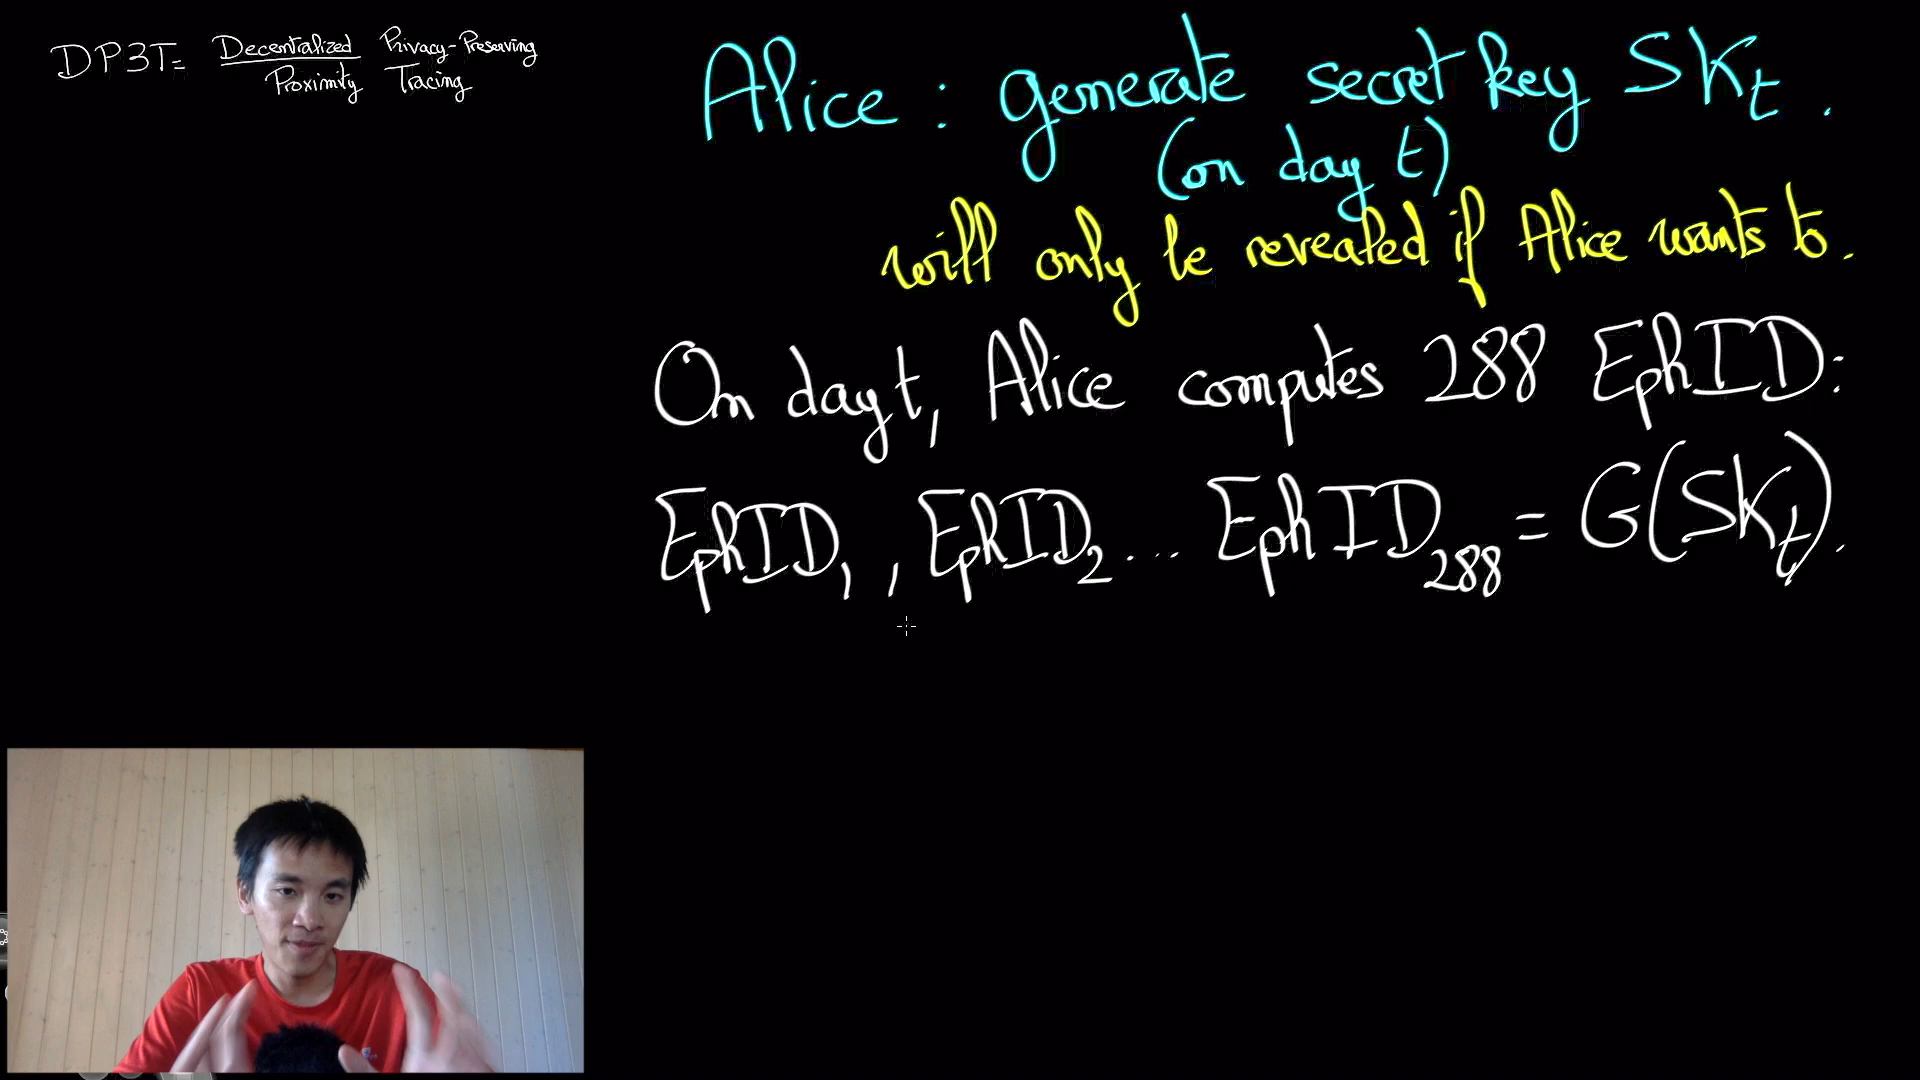 DP3T = Decentralized Privacy-Preserving
Proximity Tracing
Alice : generate secret key SKt .
(on day t)
will only be revealed if Alice wants to.
On day t, Alice computes 288 EphID:
EphID1 , EphID2 ... EphID288 = G(SKt).